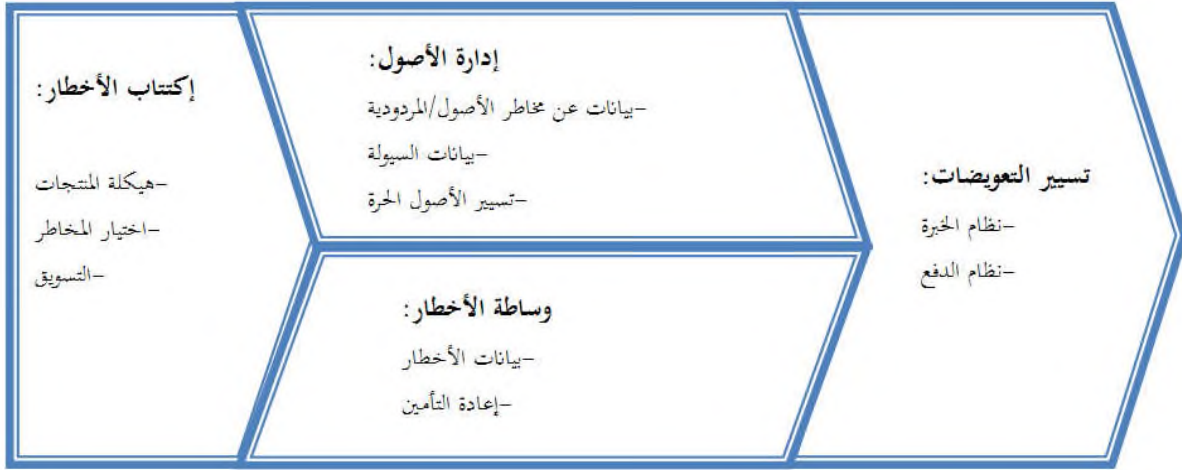 إكتتاب الأخطار:
–هيكلة المنتجات
–اختيار المخاطر
–التسويق
إدارة الأصول:
–بيانات عن مخاطر الأصول/المردودية
–بيانات السيولة
–تسيير الأصول الحرة
وساطة الأخطار:
–بيانات الأخطار
–إعادة التأمين
تسيير التعويضات:
–نظام الخبرة
–نظام الدفع